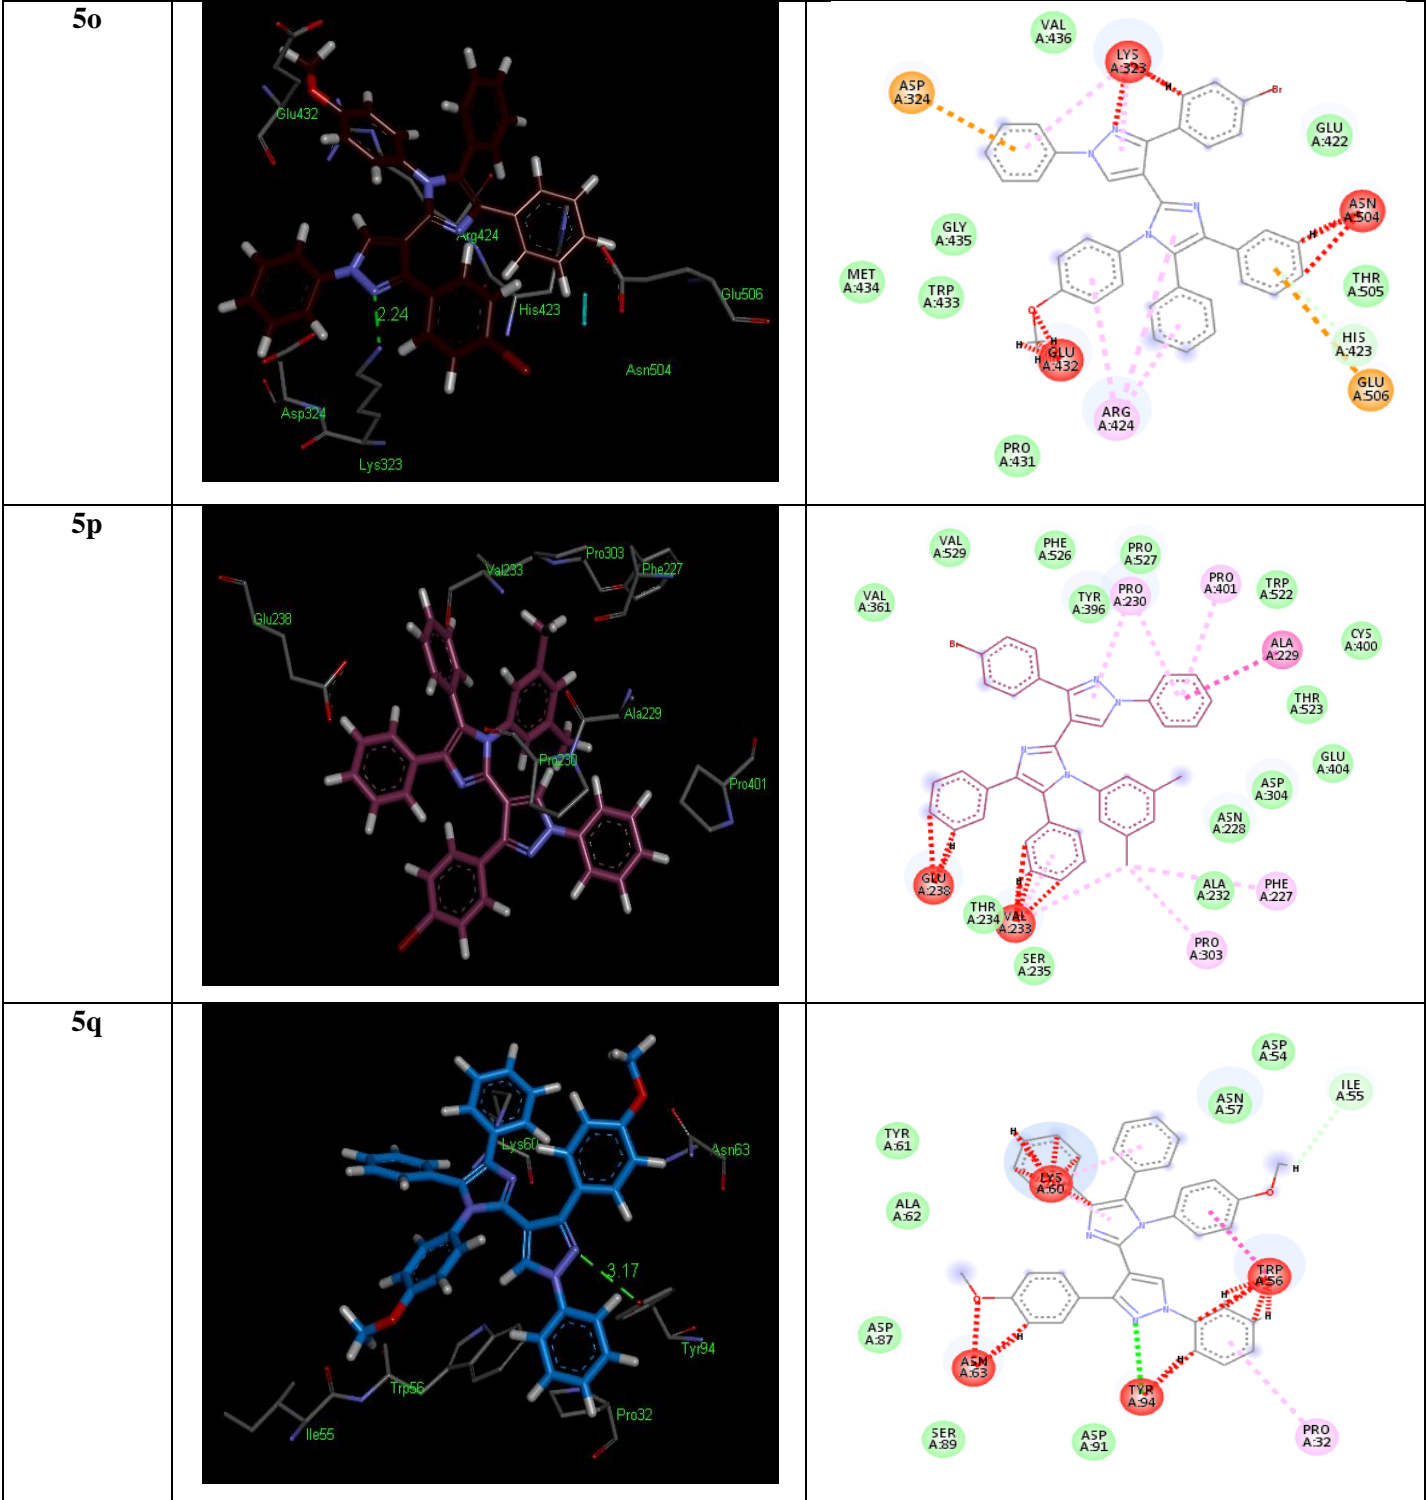 5o
Glu432
Arg424
Glu506
His423
2.24
Asn504
Asp324
Lys323
VAL
A:436
LYS
A:323
H
ASP
A:324
Br
GLU
A:422
N
N
N
N
ASN
A:504
H
GLY
A:435
MET
A:434
TRP
A:433
THR
A:505
O
HIS
A:423
H
H
H
GLU
A:432
GLU
A:506
ARG
A:424
PRO
A:431
5p
Val233
Pro303
Phe227
Glu238
Ala229
Pro230
Pro401
VAL
A:529
PHE
A:526
PRO
A:527
VAL
A:361
TYR
A:396
PRO
A:230
PRO
A:401
TRP
A:522
CYS
A:400
Br
ALA
A:229
N
N
THR
A:523
N
N
GLU
A:404
ASP
A:304
ASN
A:228
H
GLU
A:238
H
THR
A:234
VAL
A:233
ALA
A:232
PHE
A:227
SER
A:235
PRO
A:303
5q
Lys60
Asn63
3.17
Tyr94
Trp56
Pro32
Ile55
ASP
A:54
ILE
A:55
ASN
A:57
TYR
A:61
H
H
LYS
A:60
O
ALA
A:62
N
N
TRP
A:56
H
H
O
N
N
ASP
A:87
H
ASN
A:63
H
TYR
A:94
SER
A:89
ASP
A:91
PRO
A:32